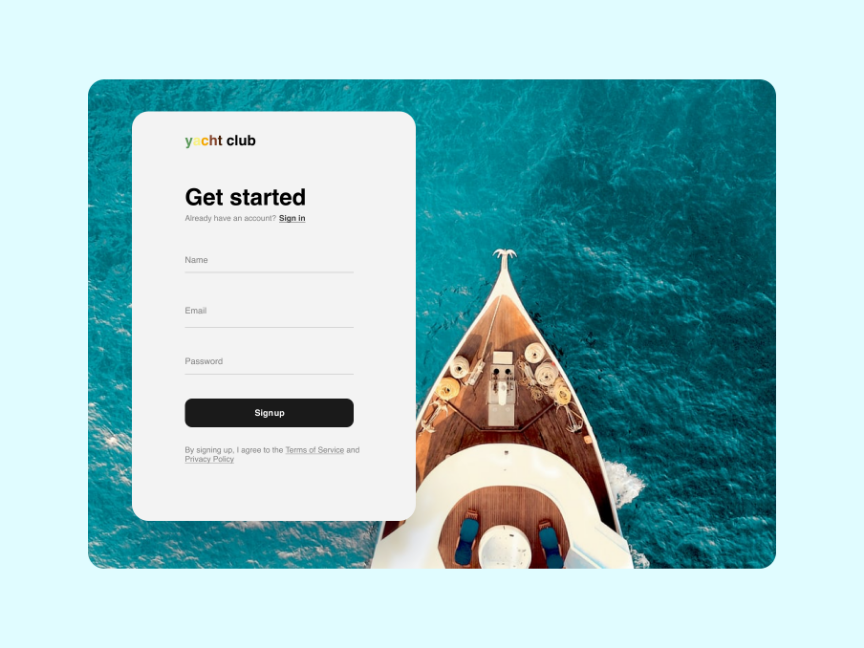 yacht club
Get started
Already have an account? Sign in
Name
Email
Password
Signup
By signing up, I agree to the Terms of Service and
Privacy Policy